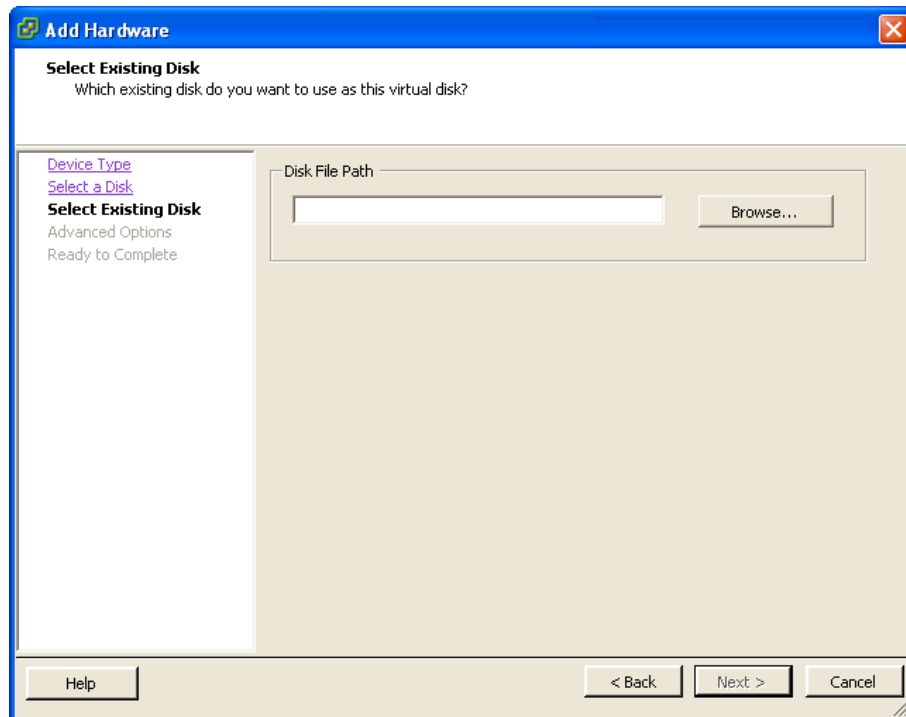 Add Hardware
Select Existing Disk
Which existing disk do you want to use as this virtual disk?
Device Type
Select a Disk
Select Existing Disk
Advanced Options
Ready to Complete
Disk File Path
Browse...
Help
< Back
Next >
Cancel